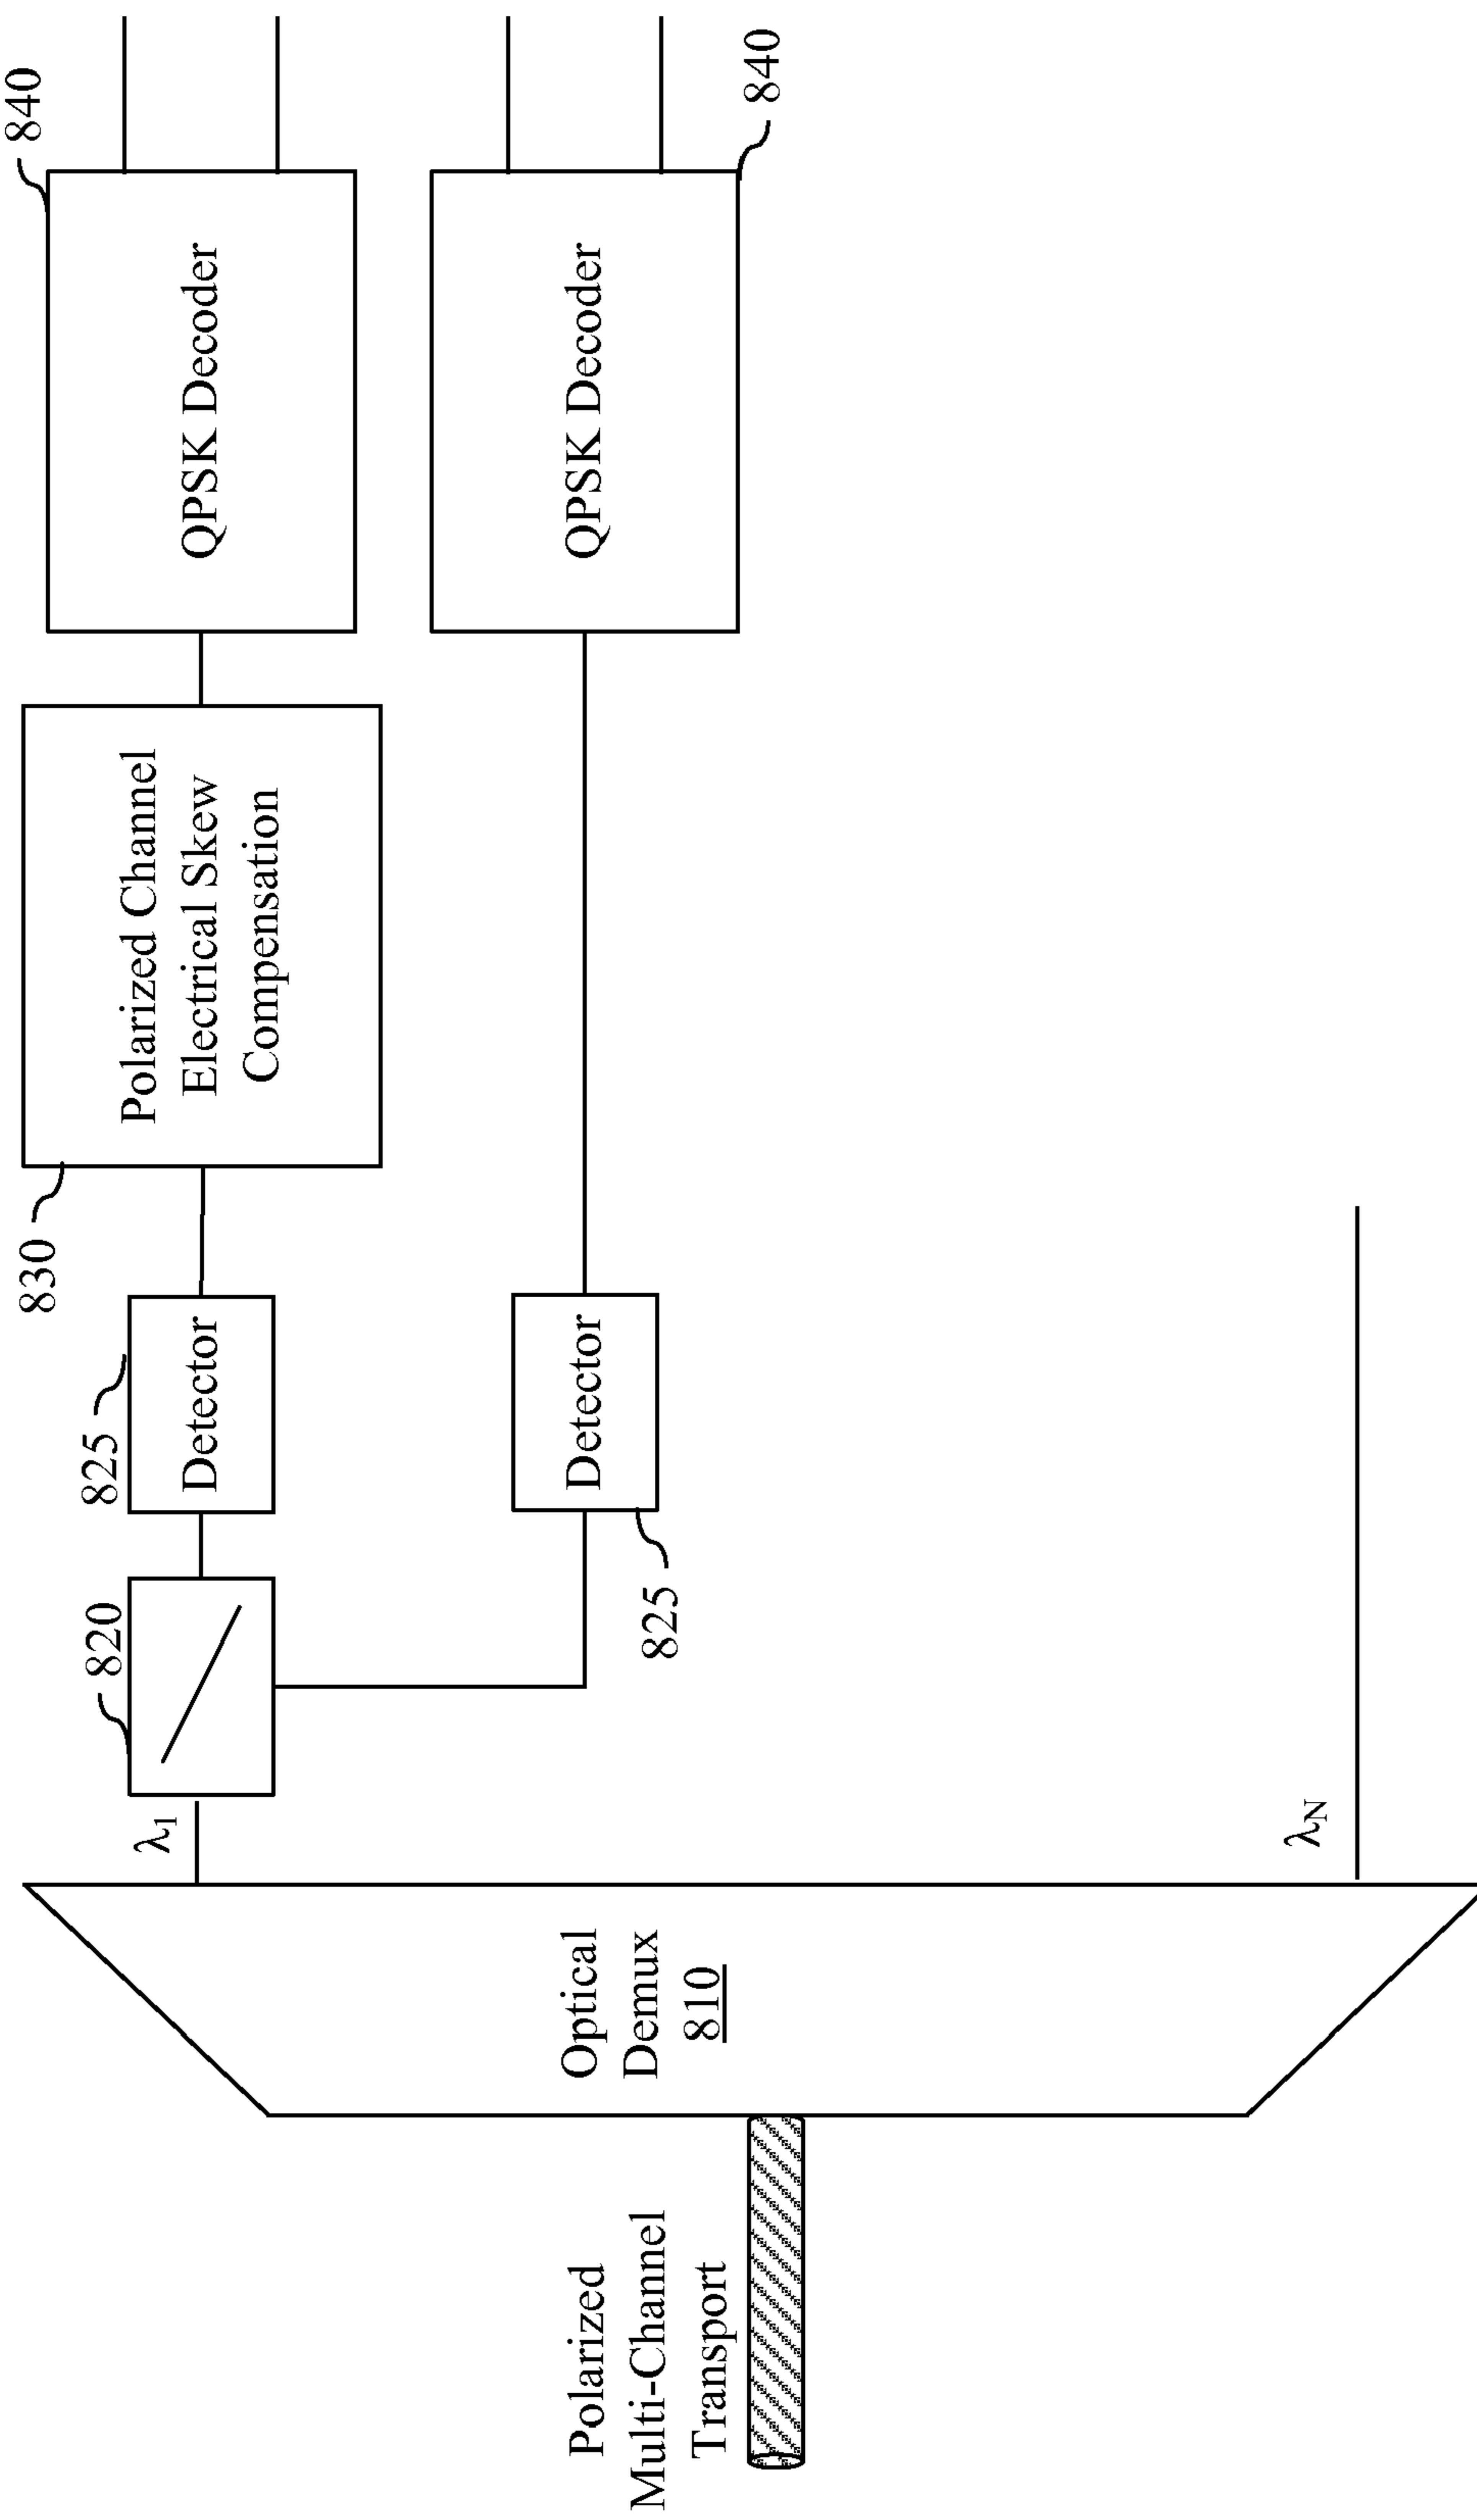 Polarized
Multi-Channel
Transport
Optical
Demux
810
λ1
λN
820
825
Detector
825
Detector
830
Polarized Channel
Electrical Skew
Compensation
840
QPSK Decoder
QPSK Decoder
840